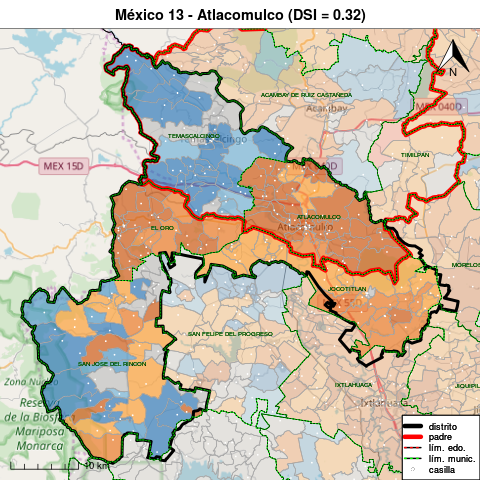 México 13 - Atlacomulco (DSI = 0.32)
N
ACAMBAY DE RUIZ CASTAÑEDA
Acambay
MEX 040D
TEMASCALCINGO
TIMILPAN
MEX 15D
ATLACOMULCO
Atlacomulco
EL ORO
MORELOS
JOCOTITLAN
SAN FELIPE DEL PROGRESO
SAN JOSE DEL RINCON
Zona Nu
IXTLAHUACA
Ixtlahuaca
JIQUIPIL
Rese
de la Biosf
Mariposa
Monarca
10 km
distrito
padre
lím. edo.
lím. munic.
casilla